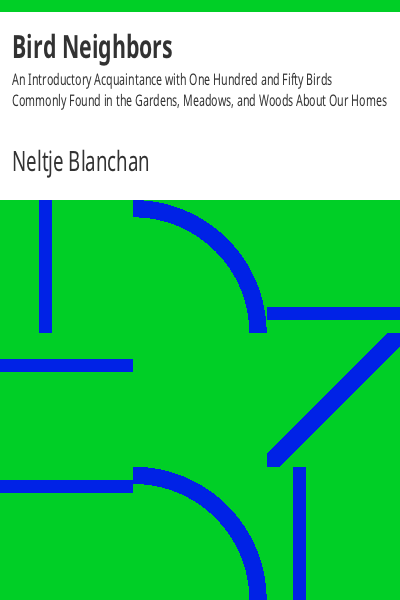 Bird Neighbors
An Introductory Acquaintance with One Hundred and Fifty Birds
Commonly Found in the Gardens, Meadows, and Woods About Our Homes
Neltje Blanchan